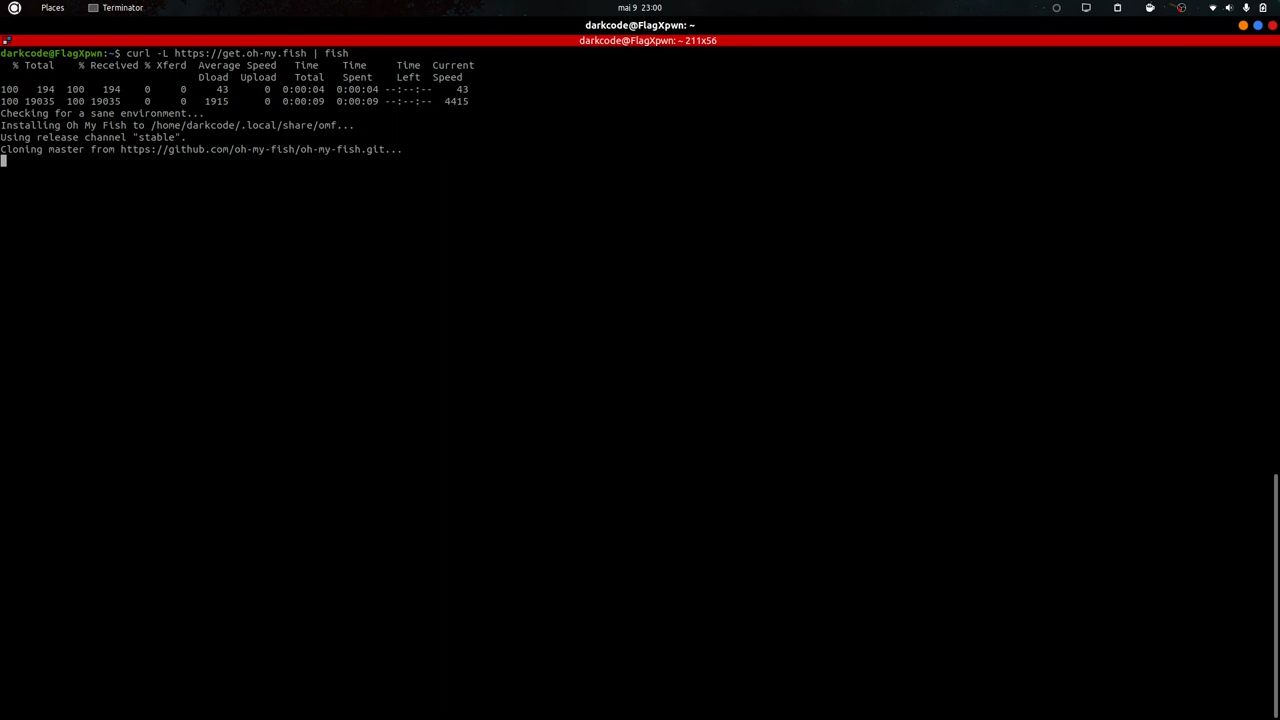 Places Terminator mai 9 23:00
darkcode@FlagXpwn: ~
darkcode@FlagXpwn: ~ 211x56
darkcode@FlagXpwn:~$ curl -L https://get.oh-my.fish | fish
% Total % Received % Xferd Average Speed Time Time Time Current
Dload Upload Total Spent Left Speed
100 194 100 194 0 0 43 0 0:00:04 0:00:04 --:--:-- 43
100 19035 100 19035 0 0 1915 0 0:00:09 0:00:09 --:--:-- 4415
Checking for a sane environment...
Installing Oh My Fish to /home/darkcode/.local/share/omf...
Using release channel "stable".
Cloning master from https://github.com/oh-my-fish/oh-my-fish.git...